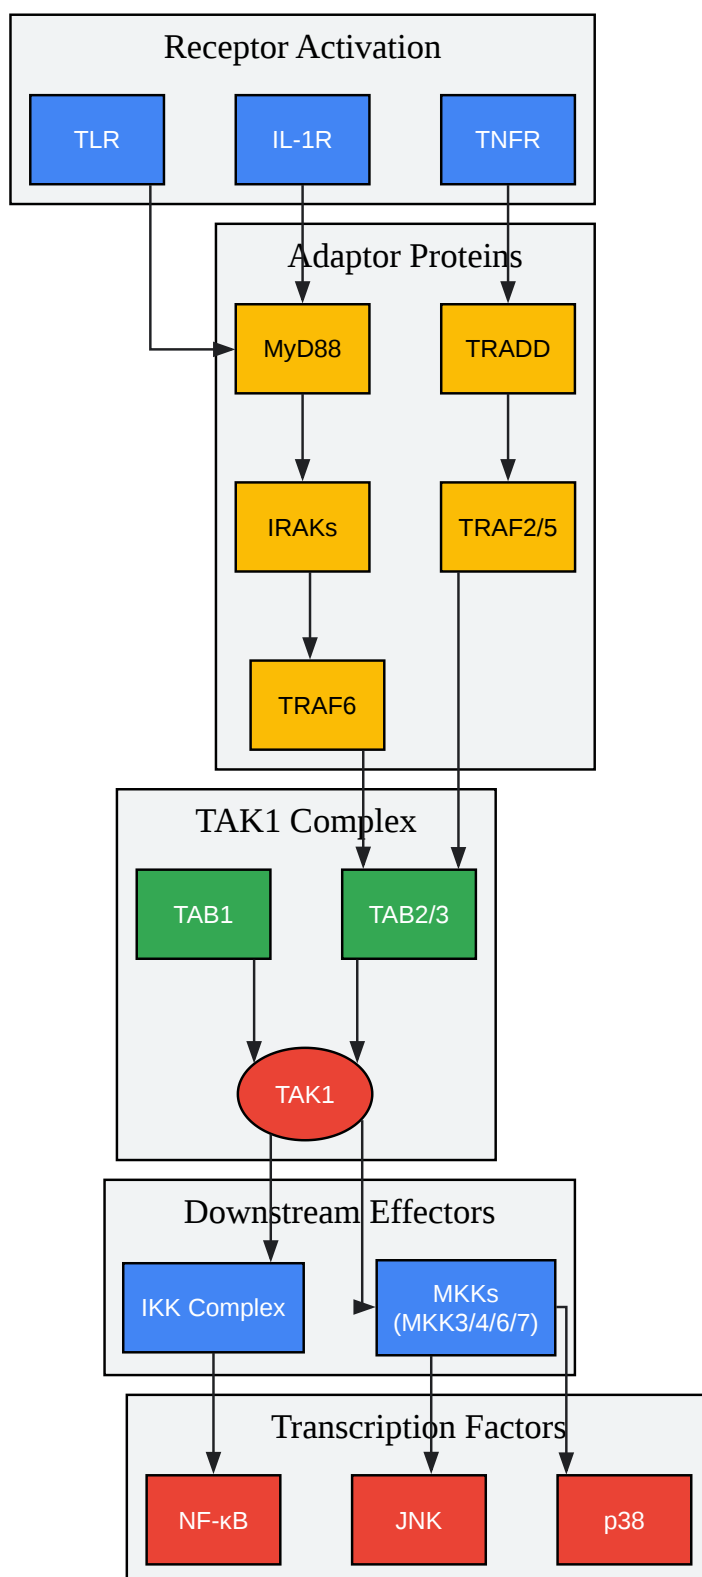 Receptor Activation
TLR
IL-1R
TNFR
Adaptor Proteins
MyD88
TRADD
IRAKs
TRAF2/5
TRAF6
TAK1 Complex
TAB1
TAB2/3
TAK1
Downstream Effectors
IKK Complex
MKKs
(MKK3/4/6/7)
Transcription Factors
NF-κB
JNK
p38